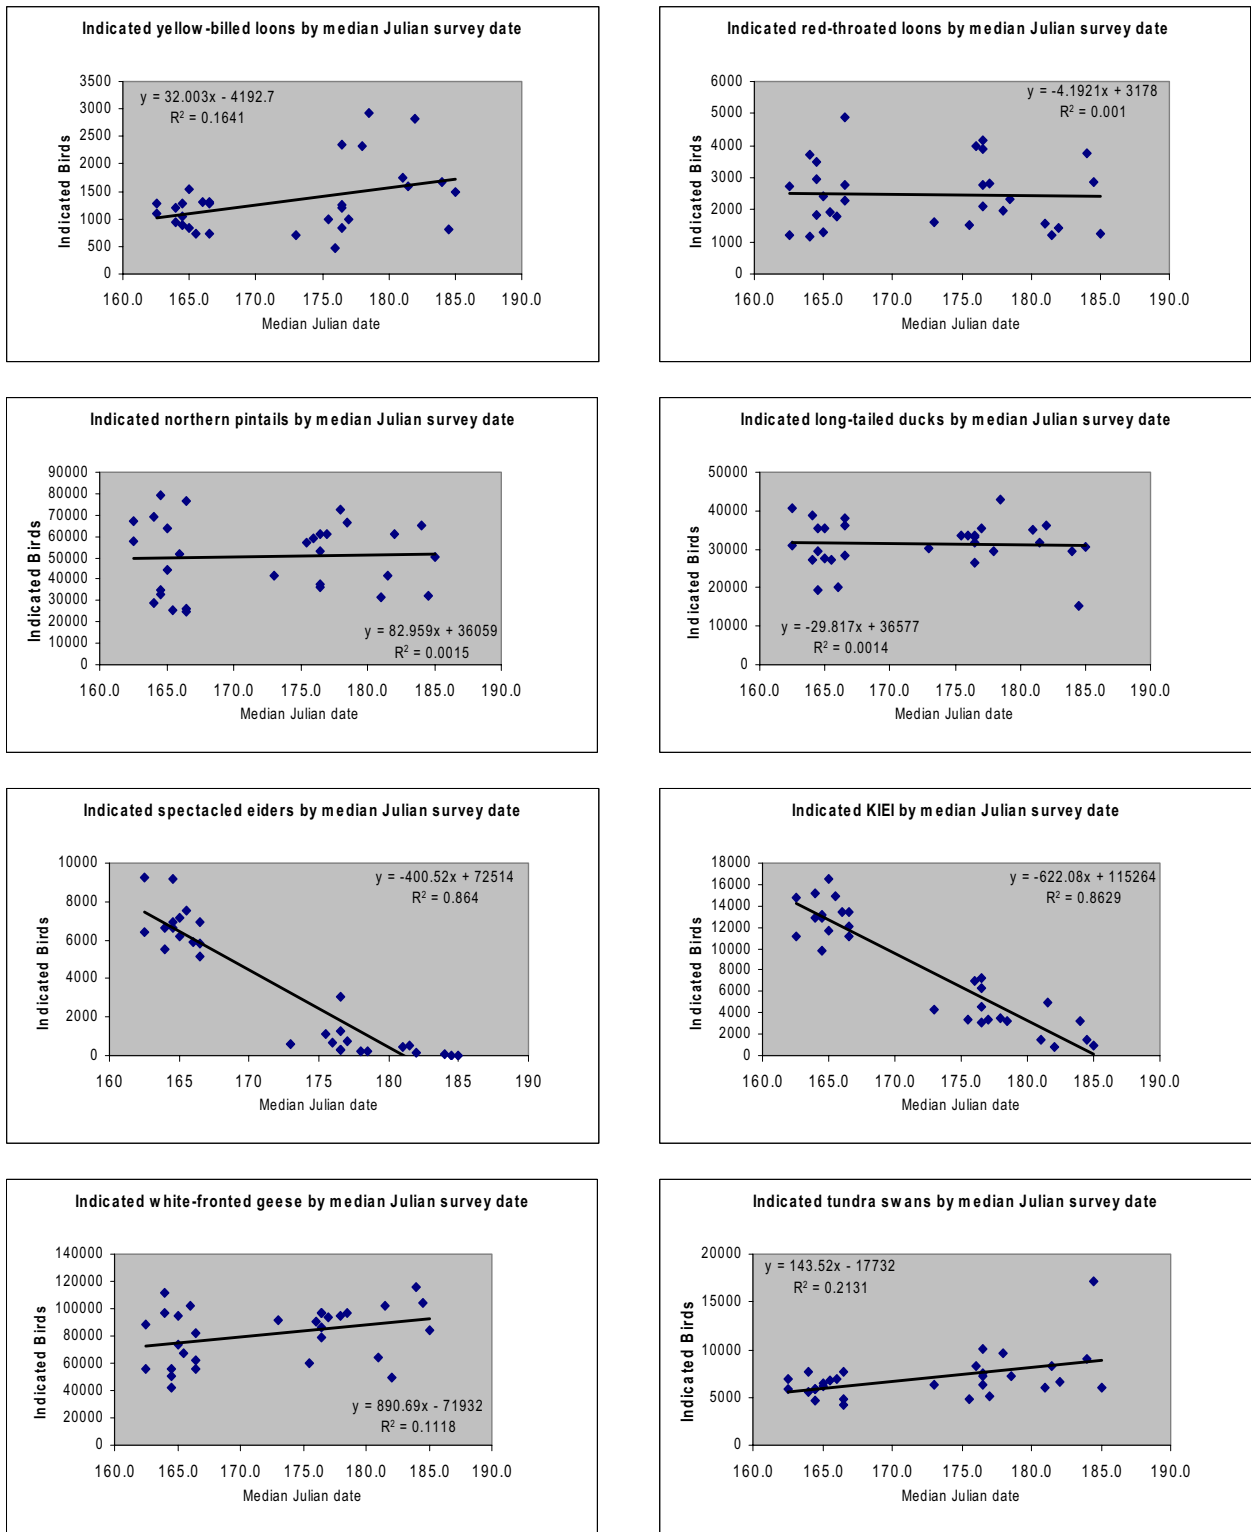 Indicated yellow-billed loons by median Julian survey date
3500
3000
2500
2000
1500
1000
500
0
Indicated Birds
y = 32.003x - 4192.7
R² = 0.1641
160.0 165.0 170.0 175.0 180.0 185.0 190.0
Median Julian date
Indicated red-throated loons by median Julian survey date
6000
5000
4000
3000
2000
1000
0
Indicated Birds
y = -4.1921x + 3178
R² = 0.001
160.0 165.0 170.0 175.0 180.0 185.0 190.0
Median Julian date
Indicated northern pintails by median Julian survey date
90000
80000
70000
60000
50000
40000
30000
20000
10000
0
Indicated Birds
y = 82.959x + 36059
R² = 0.0015
160.0 165.0 170.0 175.0 180.0 185.0 190.0
Median Julian date
Indicated long-tailed ducks by median Julian survey date
50000
40000
30000
20000
10000
0
Indicated Birds
y = -29.817x + 36577
R² = 0.0014
160.0 165.0 170.0 175.0 180.0 185.0 190.0
Median Julian date
Indicated spectacled eiders by median Julian survey date
10000
8000
6000
4000
2000
0
Indicated Birds
y = -400.52x + 72514
R² = 0.864
160 165 170 175 180 185 190
Median Julian date
Indicated KIEI by median Julian survey date
18000
16000
14000
12000
10000
8000
6000
4000
2000
0
Indicated Birds
y = -622.08x + 115264
R² = 0.8629
160.0 165.0 170.0 175.0 180.0 185.0 190.0
Median Julian date
Indicated white-fronted geese by median Julian survey date
140000
120000
100000
80000
60000
40000
20000
0
Indicated Birds
y = 890.69x - 71932
R² = 0.1118
160.0 165.0 170.0 175.0 180.0 185.0 190.0
Median Julian date
Indicated tundra swans by median Julian survey date
20000
15000
10000
5000
0
Indicated Birds
y = 143.52x - 17732
R² = 0.2131
160.0 165.0 170.0 175.0 180.0 185.0 190.0
Median Julian date